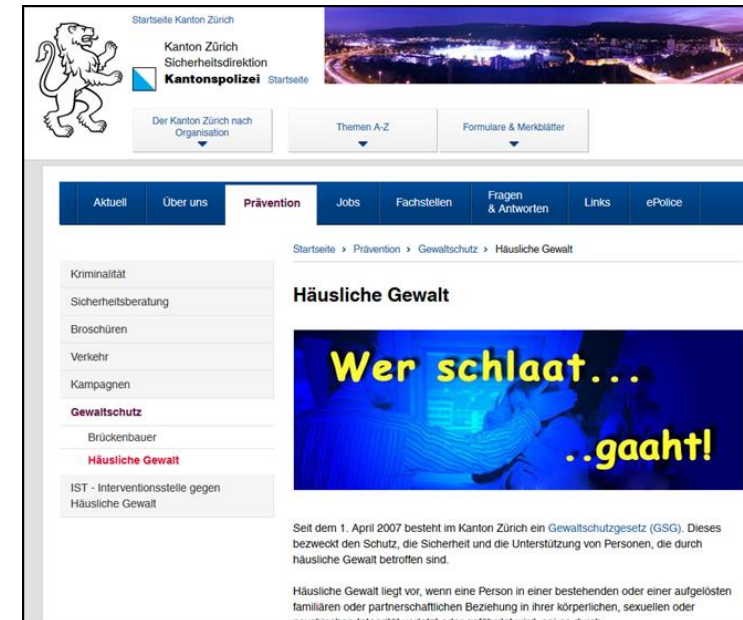 Startseite Kanton Zürich
Kanton Zürich
Sicherheitsdirektion
Kantonspolizei Startseite
Der Kanton Zürich nach
Organisation
Themen A-Z
Formulare & Merkblätter
Aktuell Über uns Prävention Jobs Fachstellen Fragen & Antworten Links ePolice
Startseite › Prävention › Gewaltschutz › Häusliche Gewalt
Kriminalität
Sicherheitsberatung
Broschüren
Verkehr
Kampagnen
Gewaltschutz
Brückenbauer
Häusliche Gewalt
IST - Interventionsstelle gegen
Häusliche Gewalt
Häusliche Gewalt
Wer schlaat...
..gaaht!
Seit dem 1. April 2007 besteht im Kanton Zürich ein Gewaltschutzgesetz (GSG). Dieses
bezweckt den Schutz, die Sicherheit und die Unterstützung von Personen, die durch
häusliche Gewalt betroffen sind.
Häusliche Gewalt liegt vor, wenn eine Person in einer bestehenden oder einer aufgelösten
familiären oder partnerschaftlichen Beziehung in ihrer körperlichen, sexuellen oder